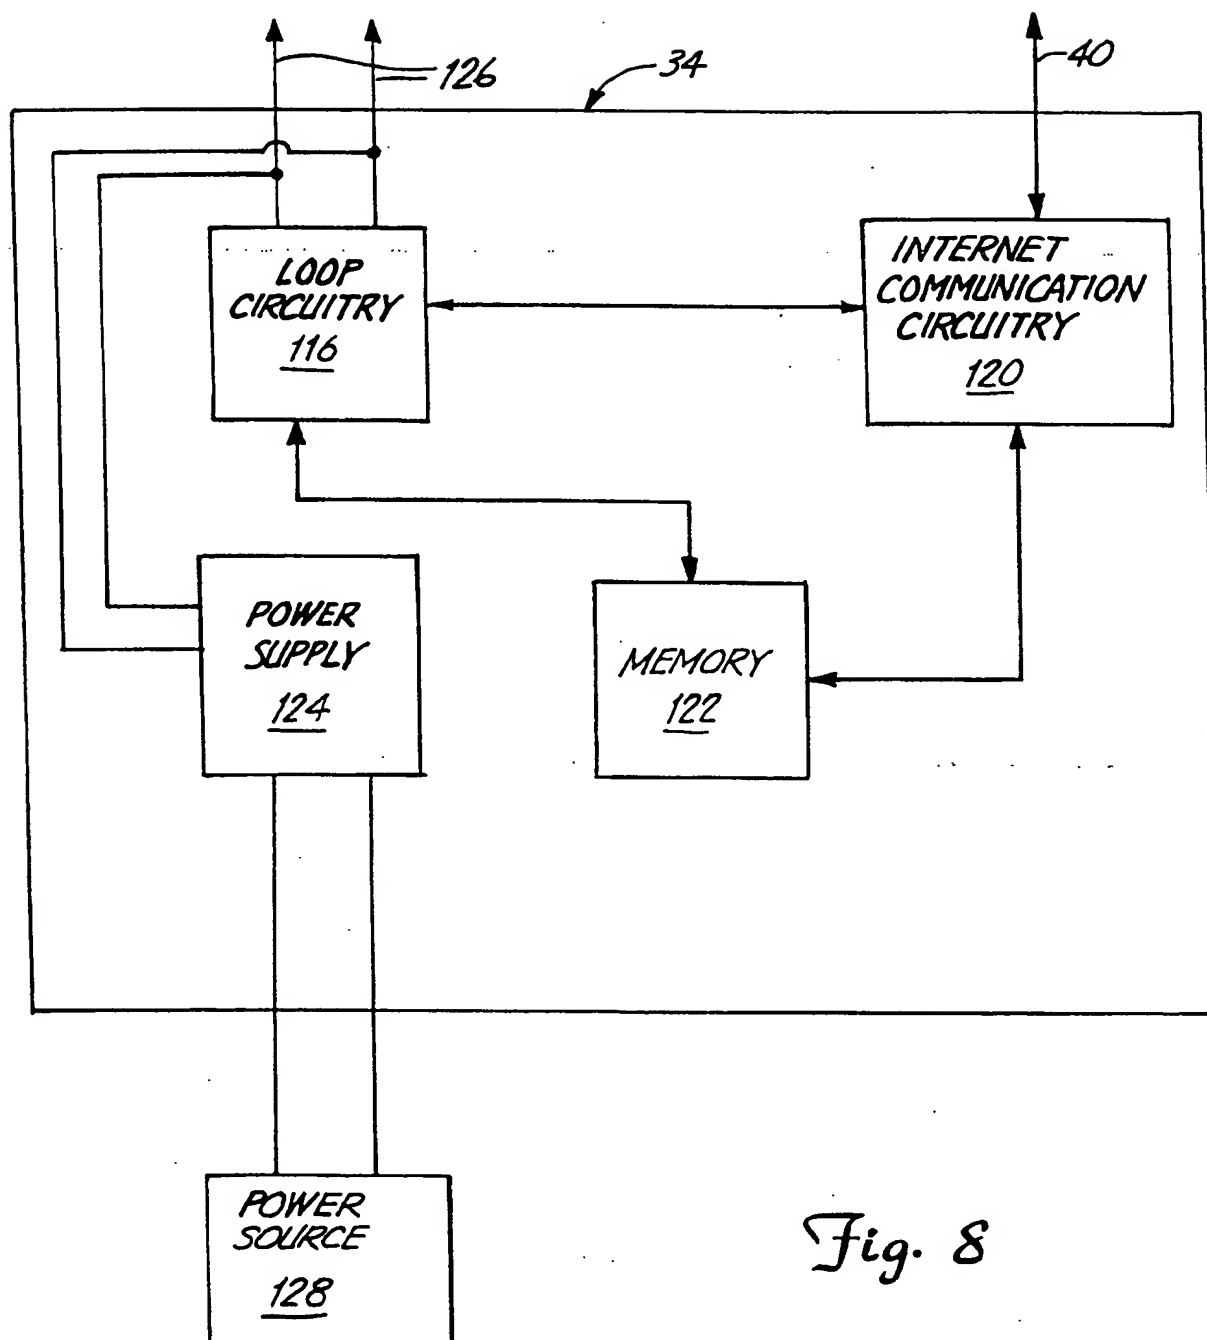 126
34
40
LOOP
CIRCUITRY
116
INTERNET
COMMUNICATION
CIRCUITRY
120
POWER
SUPPLY
124
MEMORY
122
POWER
SOURCE
128
Fig. 8